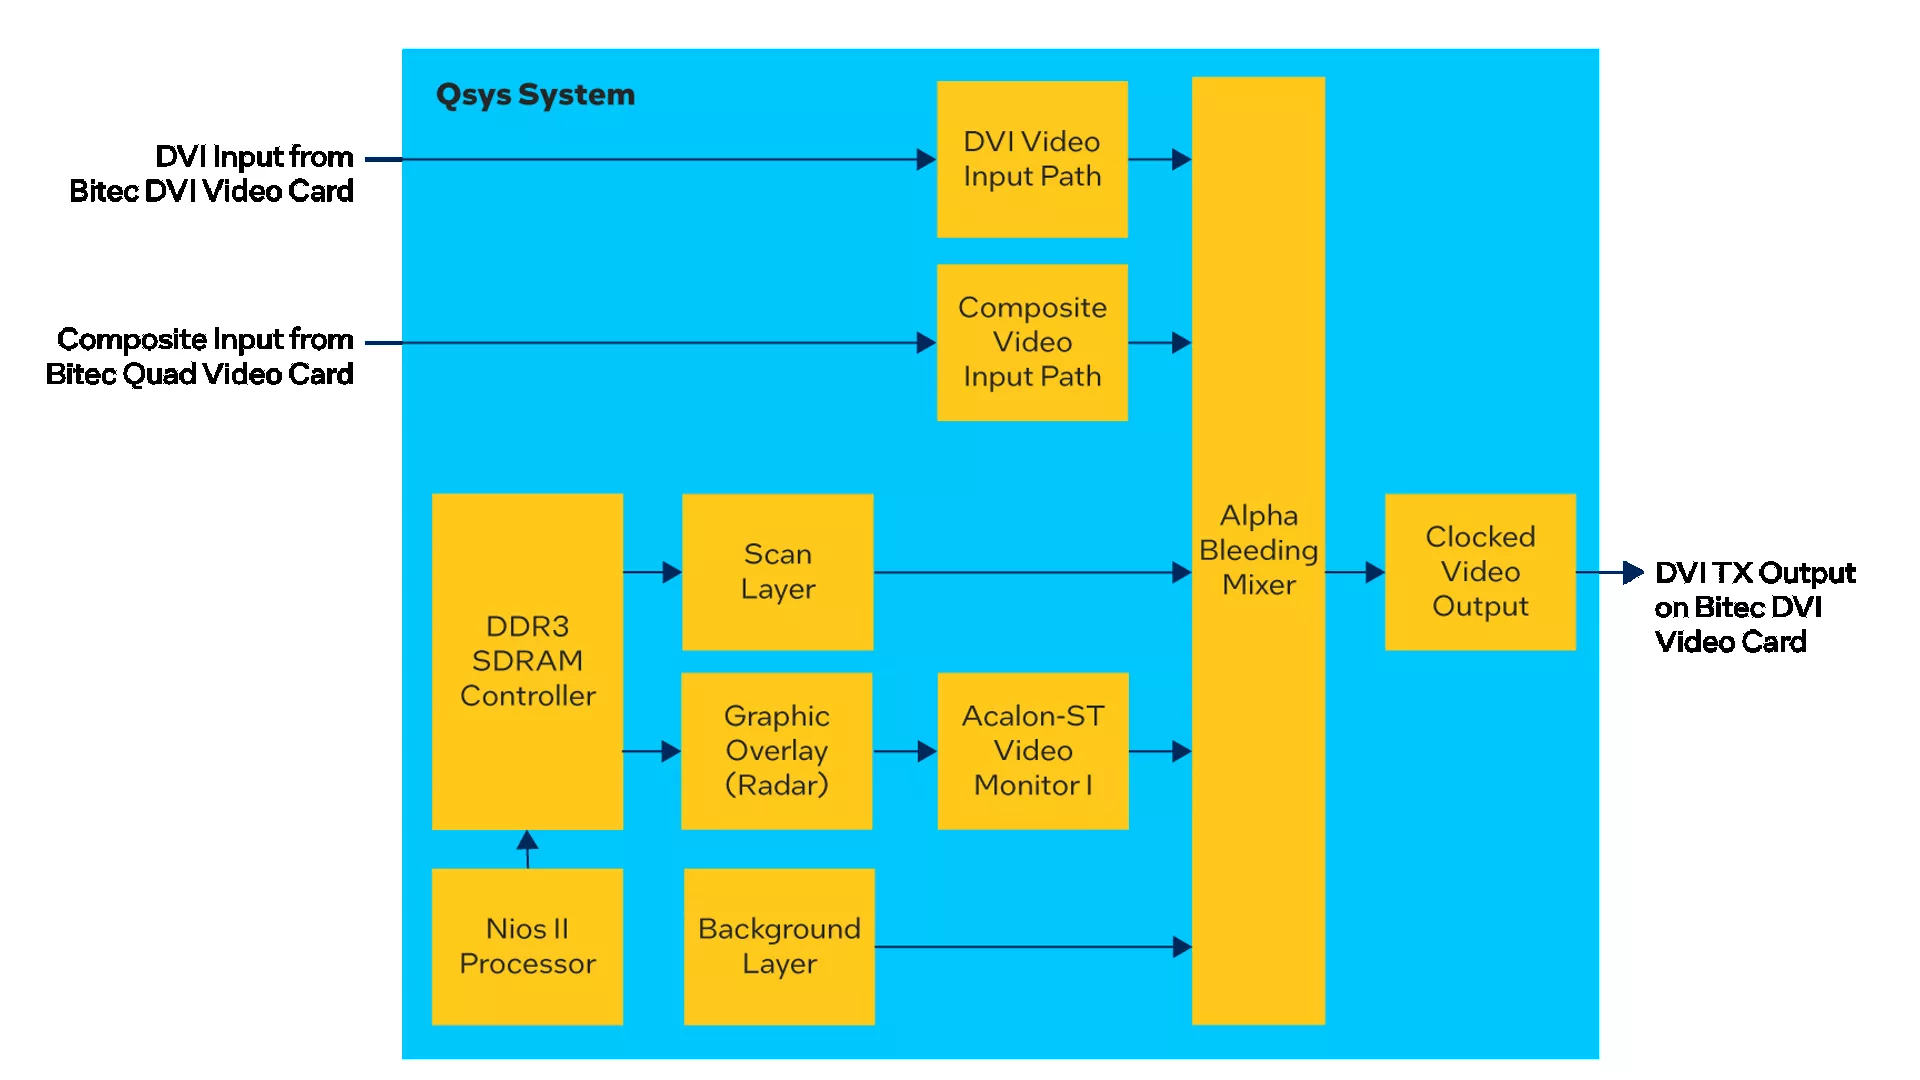 Qsys System
DVI Input from
Bitec DVI Video Card
DVI Video
Input Path
Composite Input from
Bitec Quad Video Card
Composite
Video
Input Path
Alpha
Bleeding
Mixer
Scan
Layer
DDR3
SDRAM
Controller
Clocked
Video
Output
DVI TX Output
on Bitec DVI
Video Card
Graphic
Overlay
(Radar)
Acalon-ST
Video
Monitor I
Nios II
Processor
Background
Layer